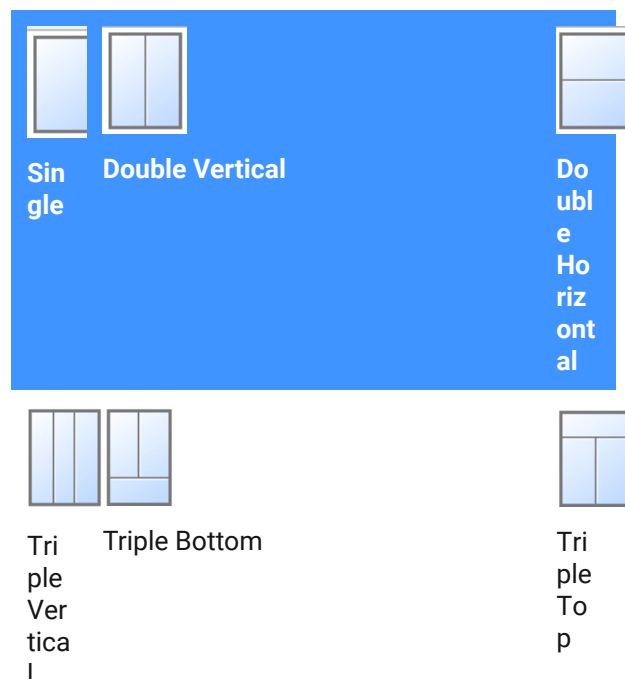 Sin
gle
Double Vertical
Do
ubl
e
Ho
riz
ont
al
Tri
ple
Ver
tica
l
Triple Bottom
Tri
ple
To
p